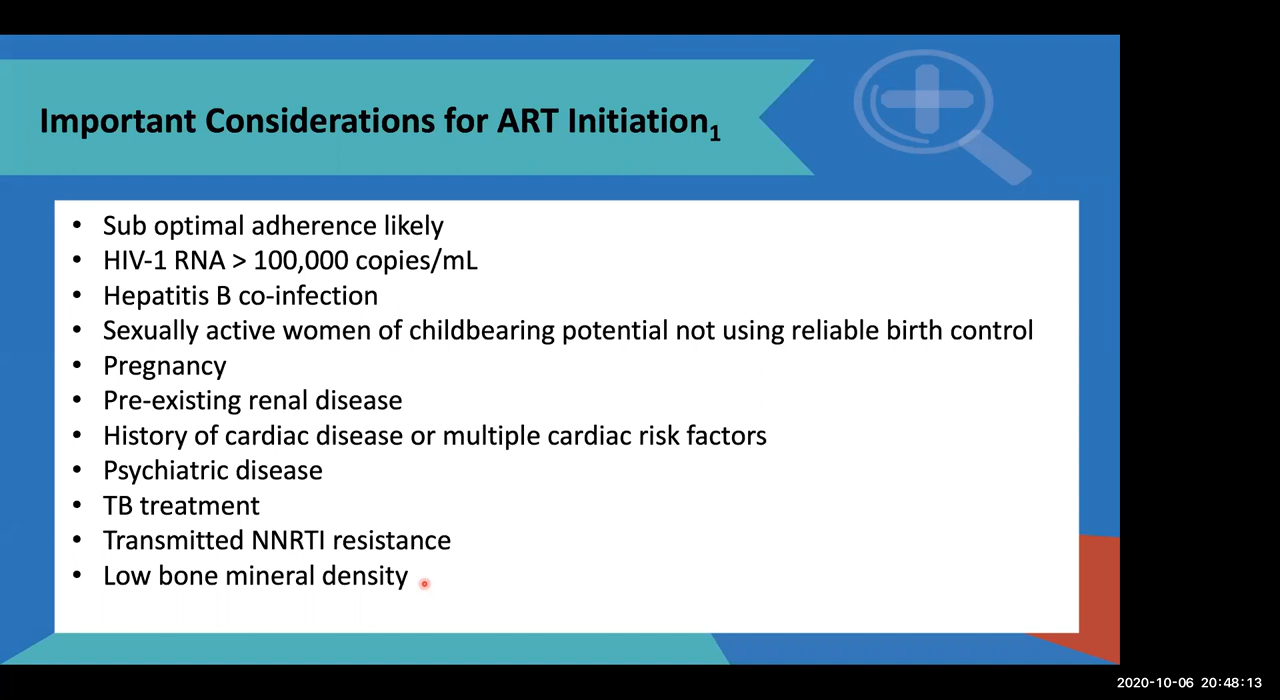 Important Considerations for ART Initiation1
• Sub optimal adherence likely
• HIV-1 RNA > 100,000 copies/mL
• Hepatitis B co-infection
• Sexually active women of childbearing potential not using reliable birth control
• Pregnancy
• Pre-existing renal disease
• History of cardiac disease or multiple cardiac risk factors
• Psychiatric disease
• TB treatment
• Transmitted NNRTI resistance
• Low bone mineral density
2020-10-06 20:48:13